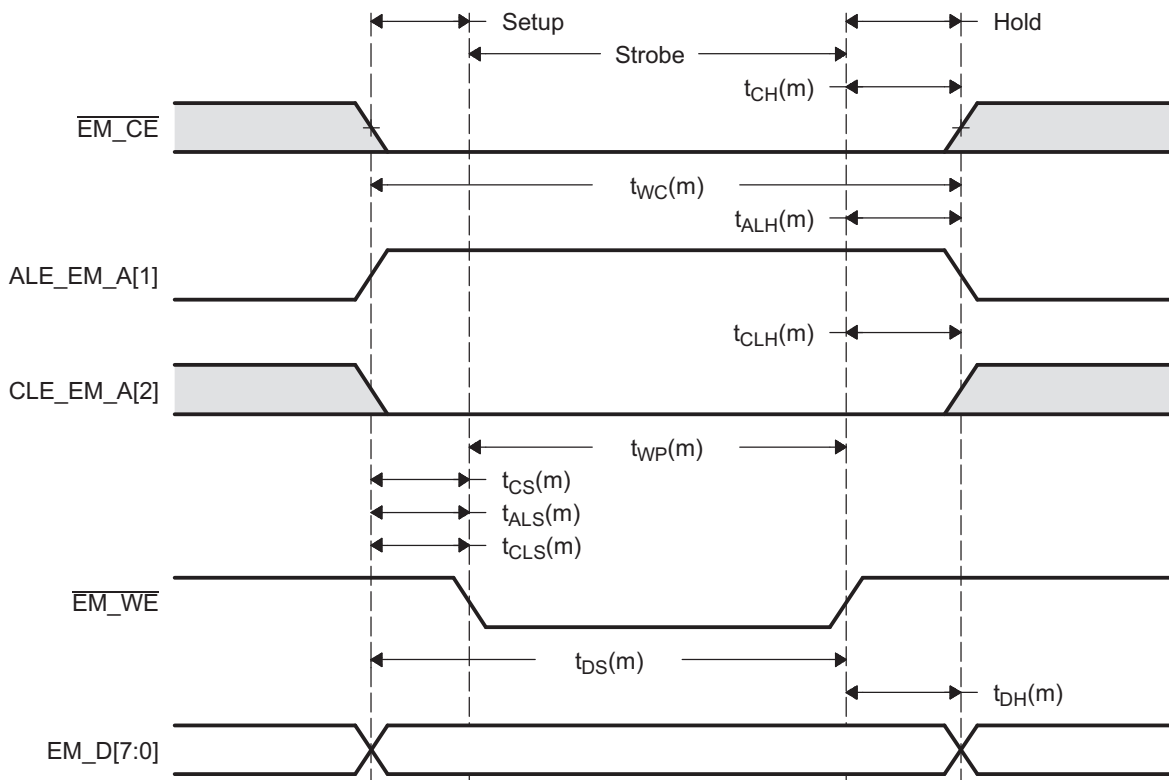 Setup
Hold
Strobe
tCH(m)
EM_CE
tWC(m)
tALH(m)
ALE_EM_A[1]
tCLH(m)
CLE_EM_A[2]
tWP(m)
tCS(m)
tALS(m)
tCLS(m)
EM_WE
tDS(m)
tDH(m)
EM_D[7:0]